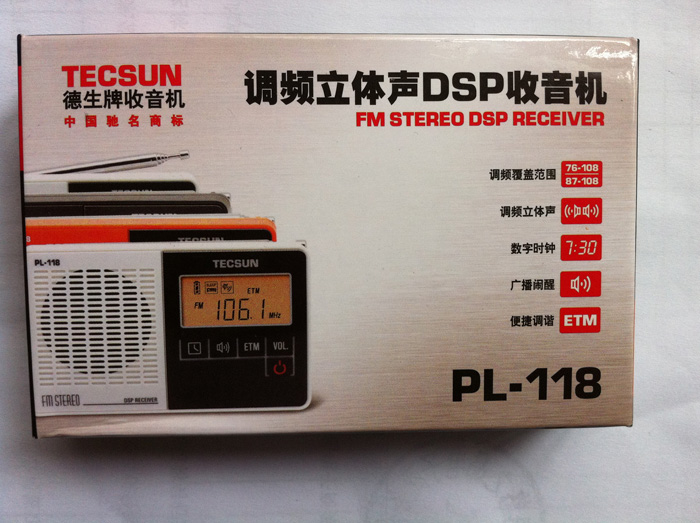 TECSUN
德生牌收音机
中国驰名商标
调频立体声DSP收音机
FM STEREO DSP RECEIVER
调频覆盖范围
76-108
87-108
调频立体声
数字时钟
7:30
广播闹醒
便捷调谐
ETM
PL-118
TECSUN
PL-118
TECSUN
ETM
FM
106.1
MHz
ETM
VOL.
FM STEREO
DSP RECEIVER